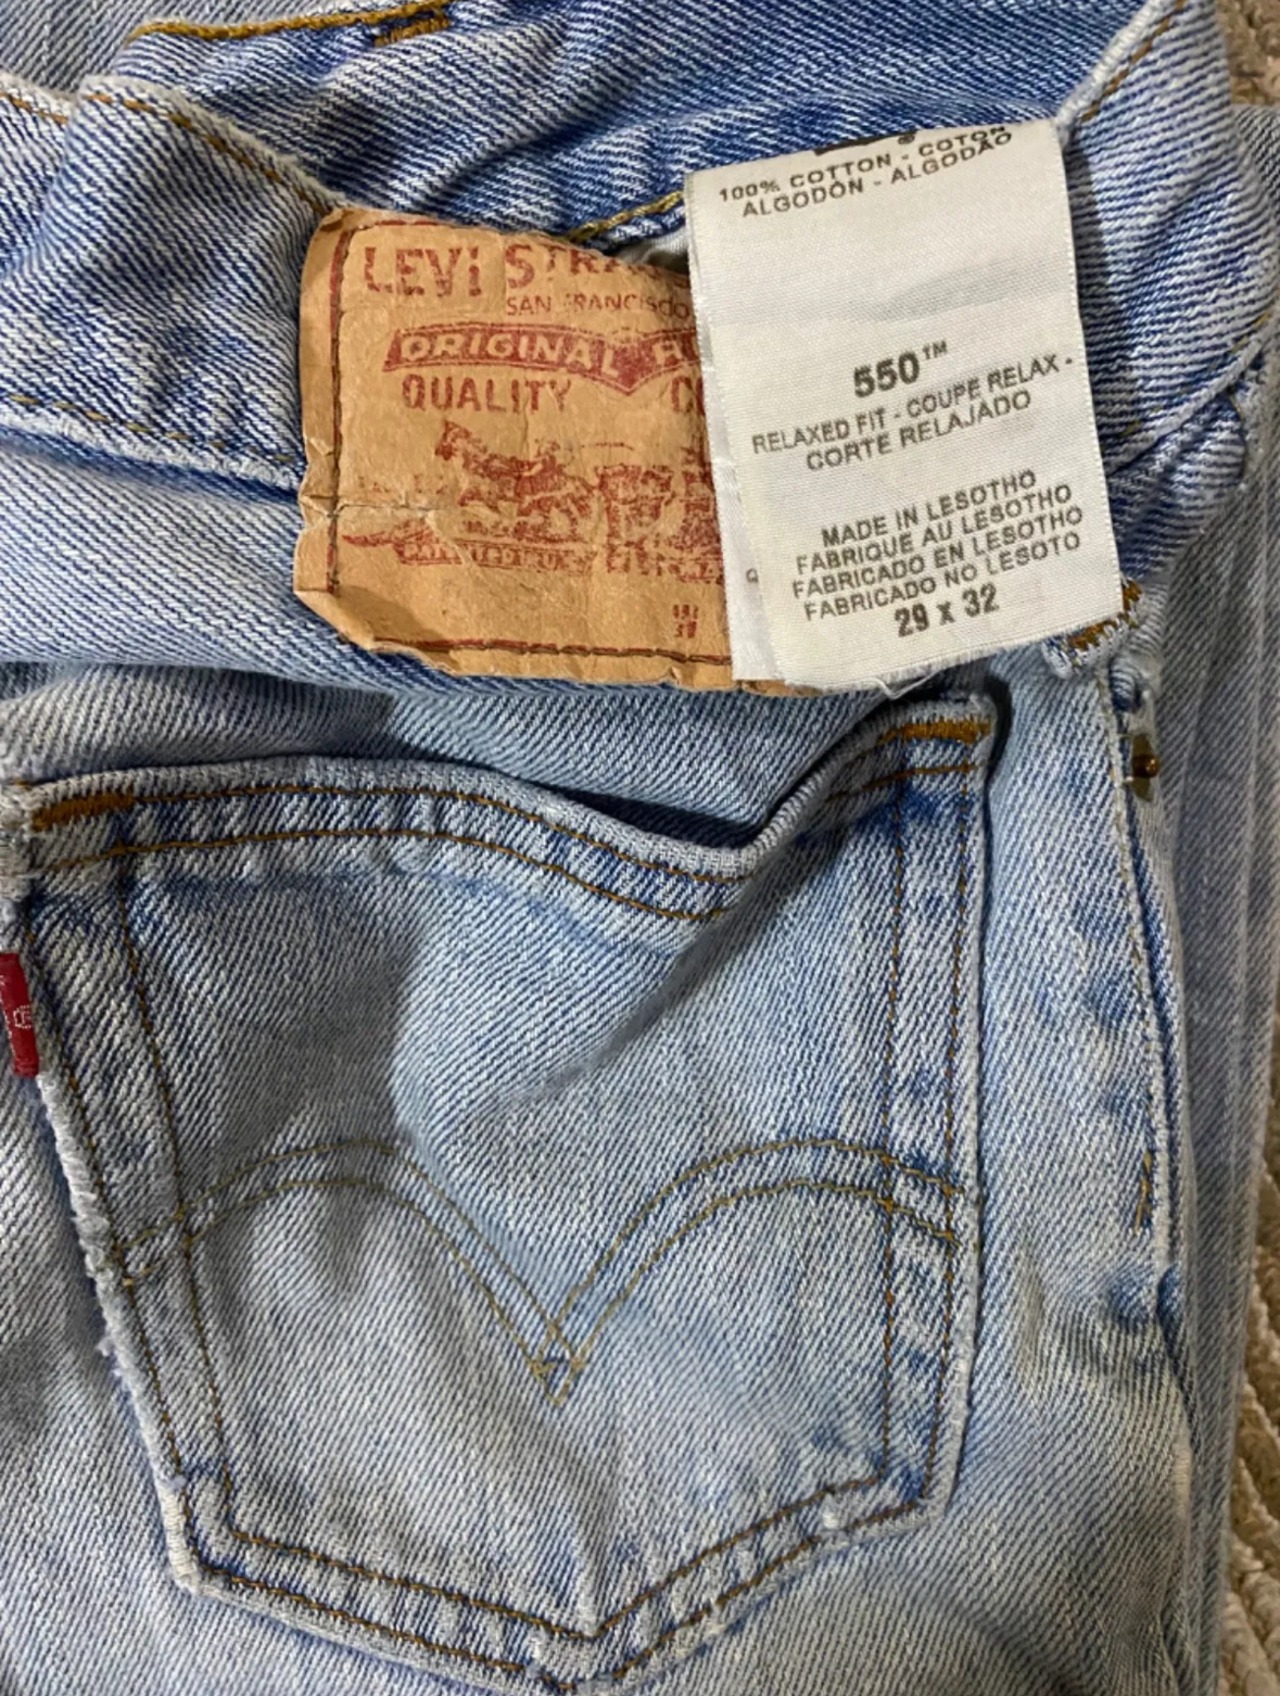 LEVI STRA
SAN FRANCISCO
ORIGINAL R
QUALITY
W
100% COTTON - COTON
ALGODÓN - ALGODÃO
550™
RELAXED FIT - COUPE RELAX -
CORTE RELAJADO
MADE IN LESOTHO
FABRIQUE AU LESOTHO
FABRICADO EN LESOTHO
FABRICADO NO LESOTO
29 x 32